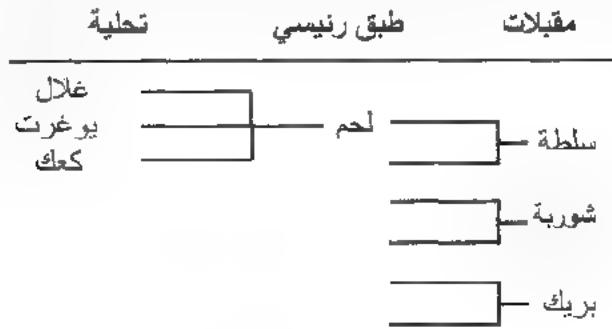 مقبلات طبق رئيسي تحلية
غلال
يوغرت
كعك
لحم
سلطة
شوربة
بريك